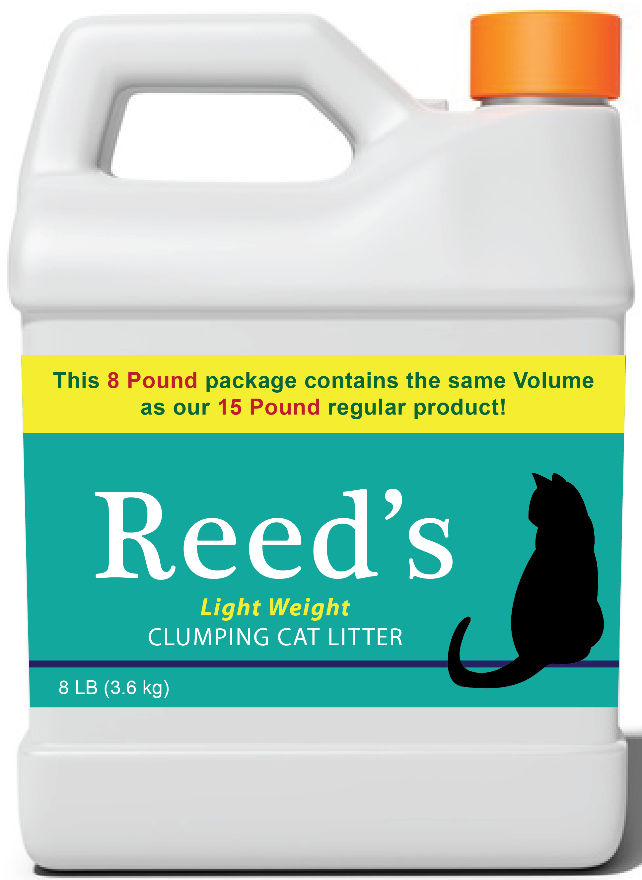 This 8 Pound package contains the same Volume
as our 15 Pound regular product!
Reed's
Light Weight
CLUMPING CAT LITTER
8 LB (3.6 kg)